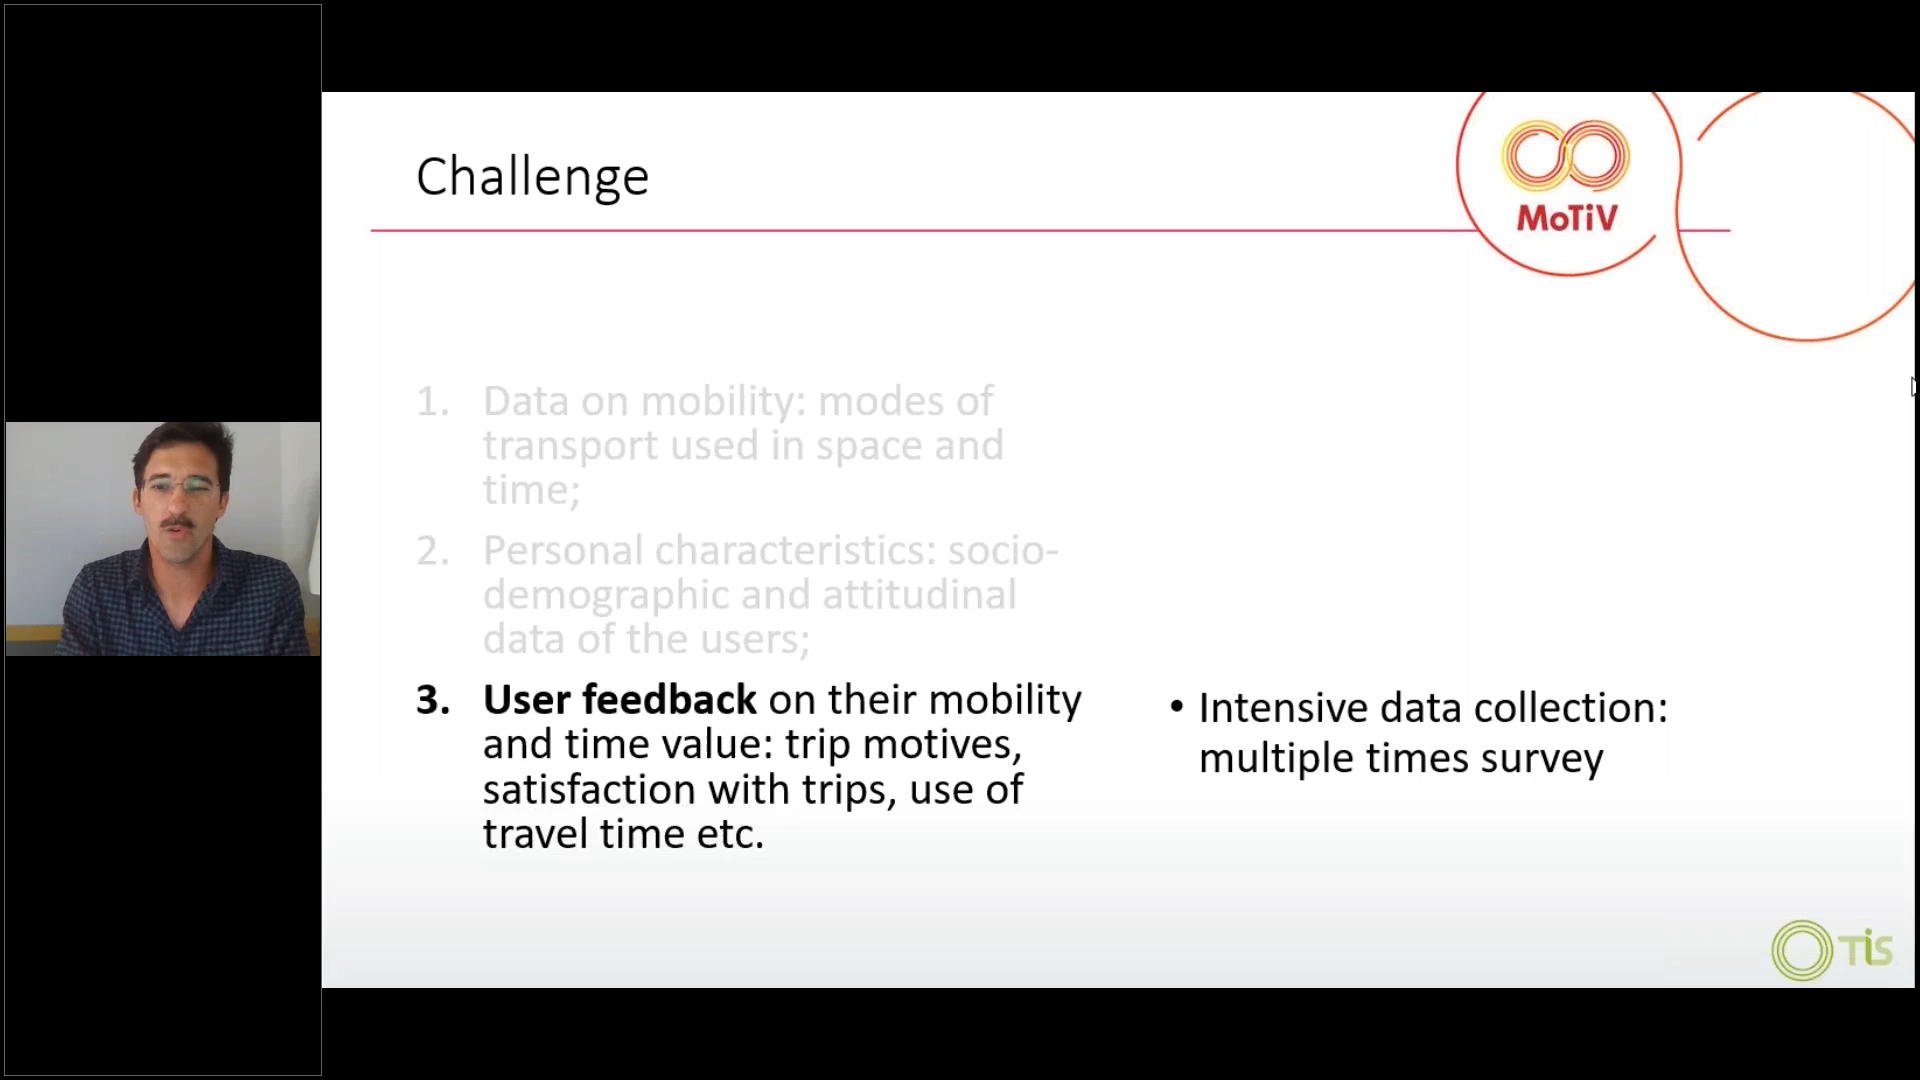 Challenge
MoTiV
1. Data on mobility: modes of
transport used in space and
time;
2. Personal characteristics: socio-
demographic and attitudinal
data of the users;
3. User feedback on their mobility
and time value: trip motives,
satisfaction with trips, use of
travel time etc.
• Intensive data collection:
multiple times survey
TiS